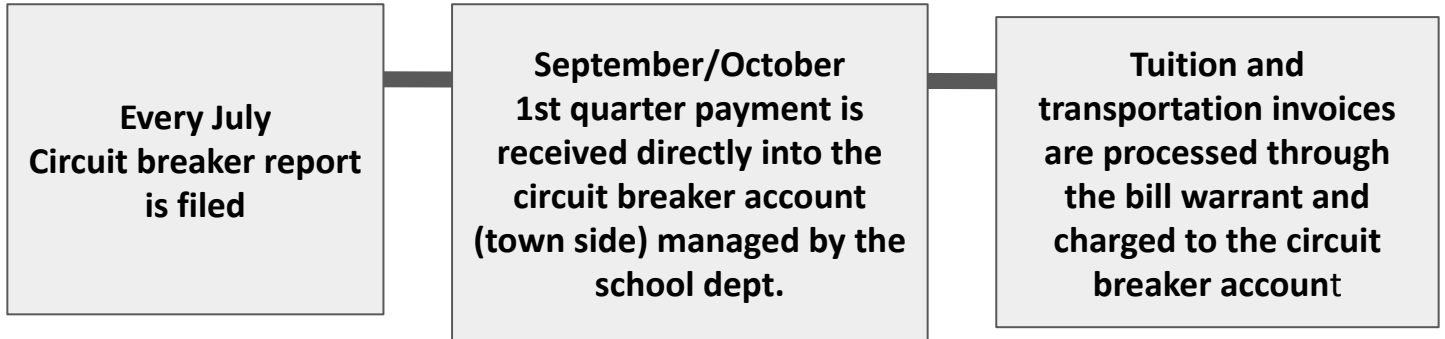 Every July
Circuit breaker report
is filed
September/October
1st quarter payment is
received directly into the
circuit breaker account
(town side) managed by the
school dept.
Tuition and
transportation invoices
are processed through
the bill warrant and
charged to the circuit
breaker account